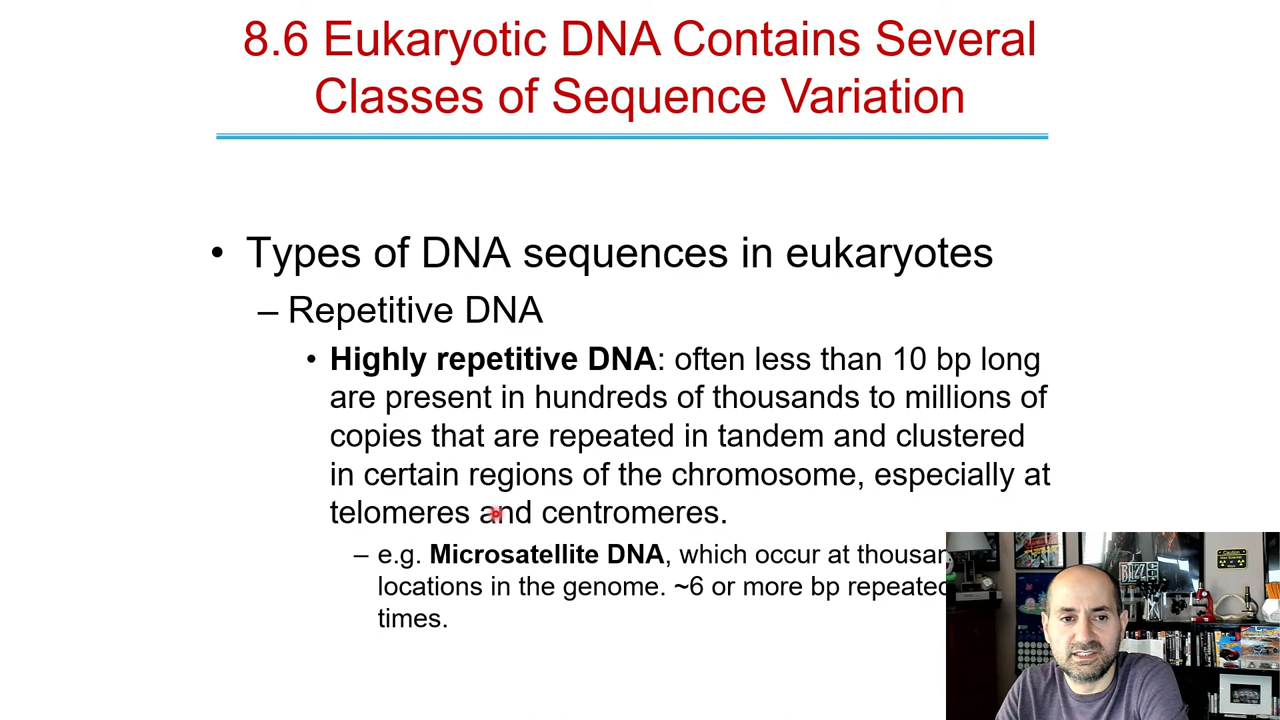 8.6 Eukaryotic DNA Contains Several
Classes of Sequence Variation
• Types of DNA sequences in eukaryotes
– Repetitive DNA
• Highly repetitive DNA: often less than 10 bp long
are present in hundreds of thousands to millions of
copies that are repeated in tandem and clustered
in certain regions of the chromosome, especially at
telomeres and centromeres.
– e.g. Microsatellite DNA, which occur at
locations in the genome. ~6 or more bp repeated
times.